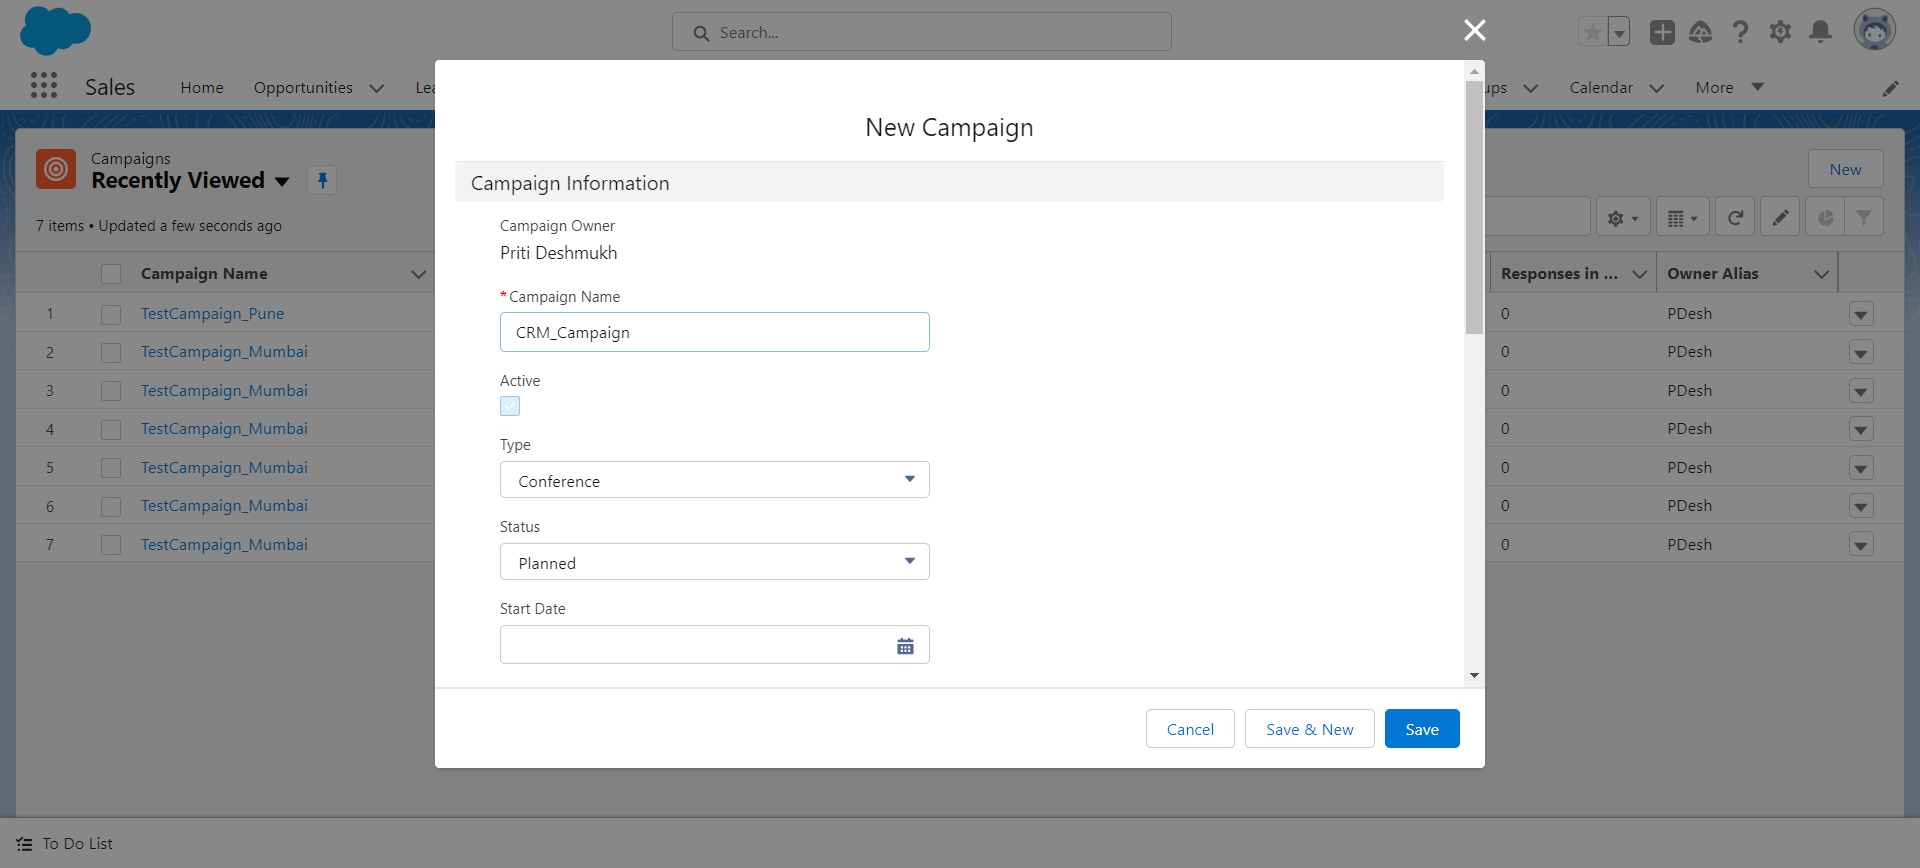 Search...
Sales
Home
Opportunities
Lea
ups
Calendar
More
Campaigns
Recently Viewed
7 items • Updated a few seconds ago
New
Campaign Name
Responses in ...
Owner Alias
1 TestCampaign_Pune 0 PDesh
2 TestCampaign_Mumbai 0 PDesh
3 TestCampaign_Mumbai 0 PDesh
4 TestCampaign_Mumbai 0 PDesh
5 TestCampaign_Mumbai 0 PDesh
6 TestCampaign_Mumbai 0 PDesh
7 TestCampaign_Mumbai 0 PDesh
New Campaign
Campaign Information
Campaign Owner
Priti Deshmukh
*Campaign Name
CRM_Campaign
Active
Type
Conference
Status
Planned
Start Date
Cancel
Save & New
Save
To Do List